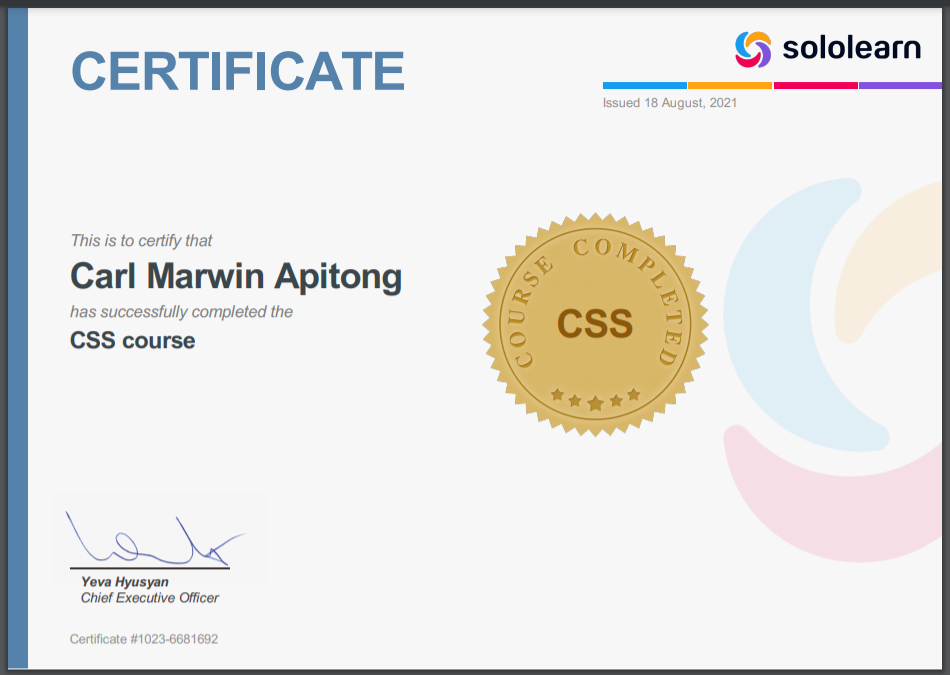 CERTIFICATE
sololearn
Issued 18 August, 2021
This is to certify that
Carl Marwin Apitong
has successfully completed the
CSS course
COURSE COMPLETED
CSS
Yeva Hyusyan
Chief Executive Officer
Certificate #1023-6681692